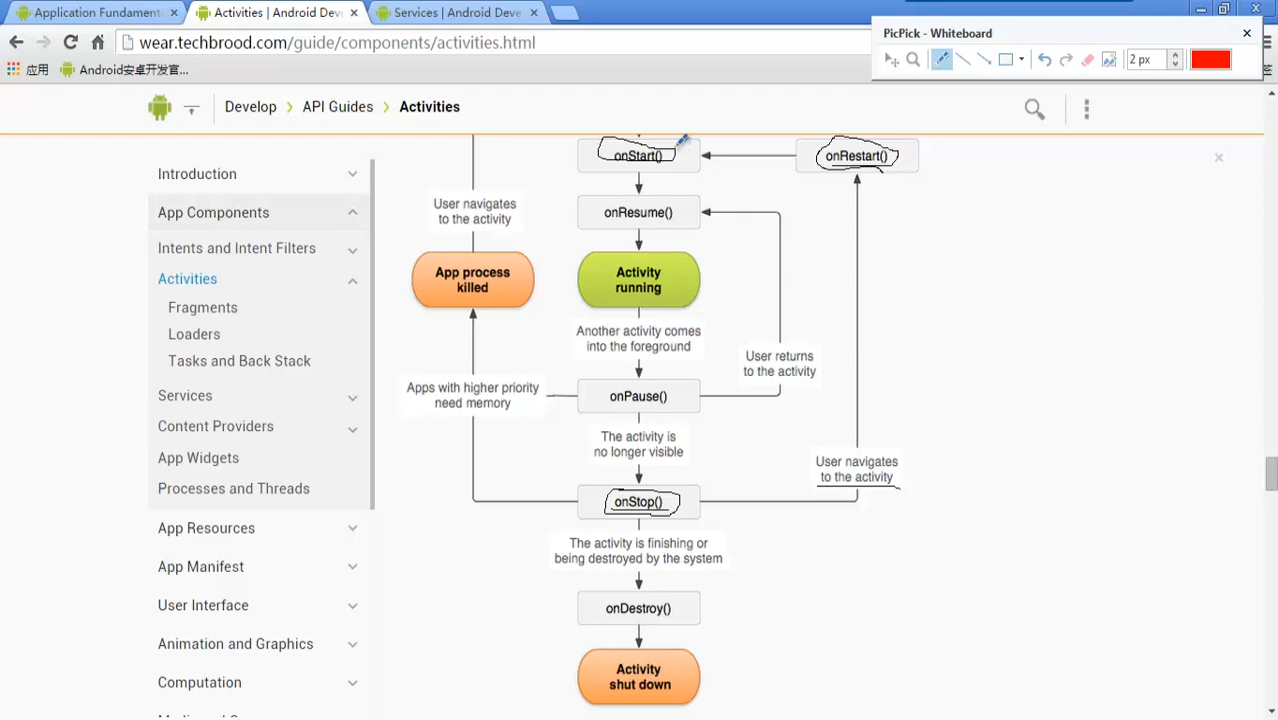 Application Fundament
Activities | Android Deve
Services | Android Deve
wear.techbrood.com/guide/components/activities.html
应用
Android安卓开发官...
PicPick - Whiteboard
2 px
Develop
API Guides
Activities
Introduction
App Components
Intents and Intent Filters
Activities
Fragments
Loaders
Tasks and Back Stack
Services
Content Providers
App Widgets
Processes and Threads
App Resources
App Manifest
User Interface
Animation and Graphics
Computation
onStart()
onRestart()
User navigates
to the activity
onResume()
App process
killed
Activity
running
Another activity comes
into the foreground
User returns
to the activity
Apps with higher priority
need memory
onPause()
The activity is
no longer visible
User navigates
to the activity
onStop()
The activity is finishing or
being destroyed by the system
onDestroy()
Activity
shut down